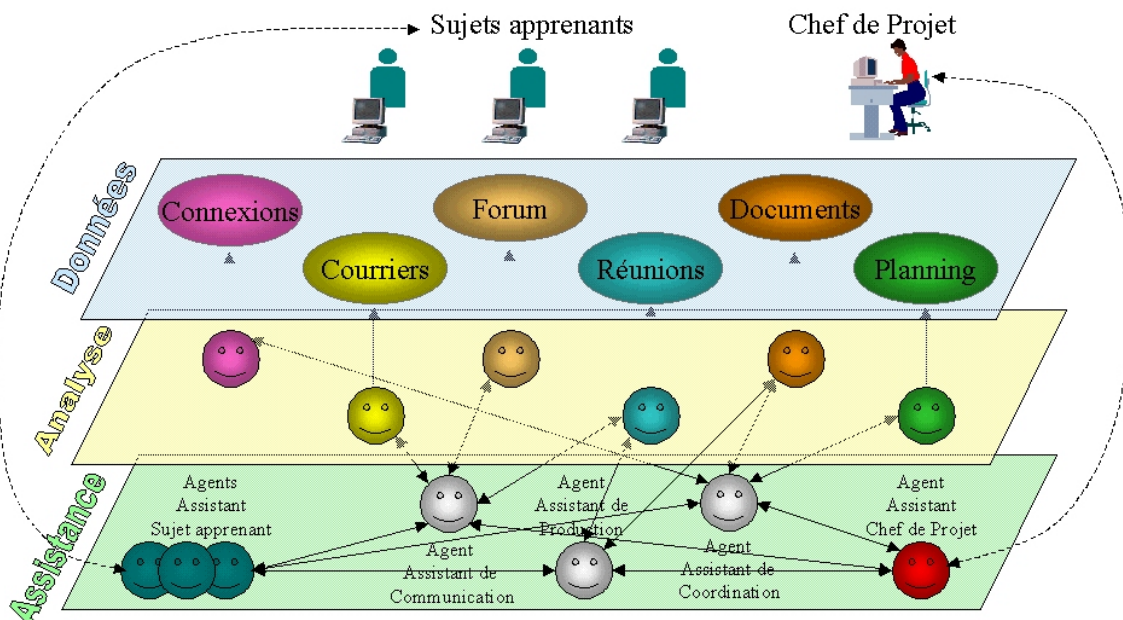 Sujets apprenants
Chef de Projet
Données
Connexions
Forum
Documents
Courriers
Réunions
Planning
Analyse
Assistance
Agents
Assistant
Sujet apprenant
Agent
Assistant de
Production
Agent
Assistant
Chef de Projet
Agent
Assistant de
Communication
Agent
Assistant de
Coordination